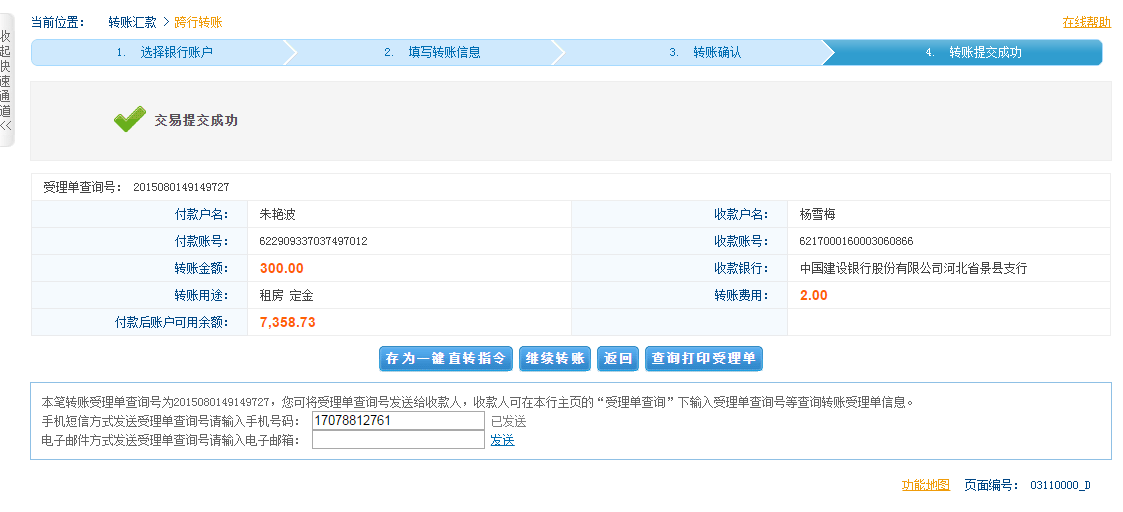 当前位置： 转账汇款 > 跨行转账 在线帮助
收起快速通道<<
1. 选择银行账户 2. 填写转账信息 3. 转账确认 4. 转账提交成功
交易提交成功
受理单查询号： 2015080149149727
付款户名： 朱艳波 收款户名： 杨雪梅
付款账号： 622909337037497012 收款账号： 6217000160003060866
转账金额： 300.00 收款银行： 中国建设银行股份有限公司河北省景县支行
转账用途： 租房 定金 转账费用： 2.00
付款后账户可用余额： 7,358.73
存为一键直转指令 继续转账 返回 查询打印受理单
本笔转账受理单查询号为2015080149149727，您可将受理单查询号发送给收款人，收款人可在本行主页的“受理单查询”下输入受理单查询号等查询转账受理单信息。
手机短信方式发送受理单查询号请输入手机号码： 17078812761 已发送
电子邮件方式发送受理单查询号请输入电子邮箱： 发送
功能地图 页面编号： 03110000_D